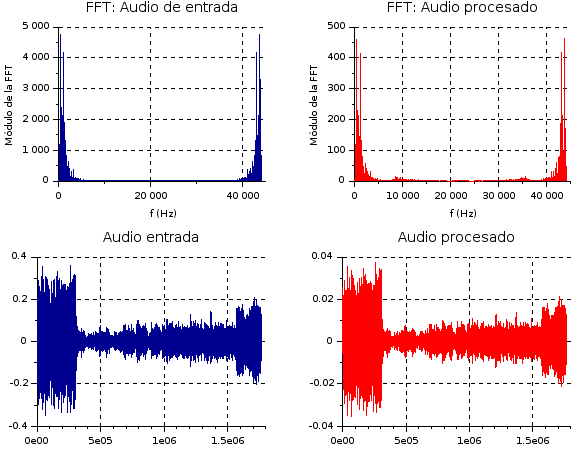 FFT: Audio de entrada
FFT: Audio procesado
5 000
4 000
3 000
2 000
1 000
0
Módulo de la FFT
0
20 000
40 000
f (Hz)
500
400
300
200
100
0
Módulo de la FFT
0
10 000
20 000
30 000
40 000
f (Hz)
Audio entrada
Audio procesado
0.4
0.2
0
-0.2
-0.4
0e00
5e05
1e06
1.5e06
0.04
0.02
0
-0.02
-0.04
0e00
5e05
1e06
1.5e06